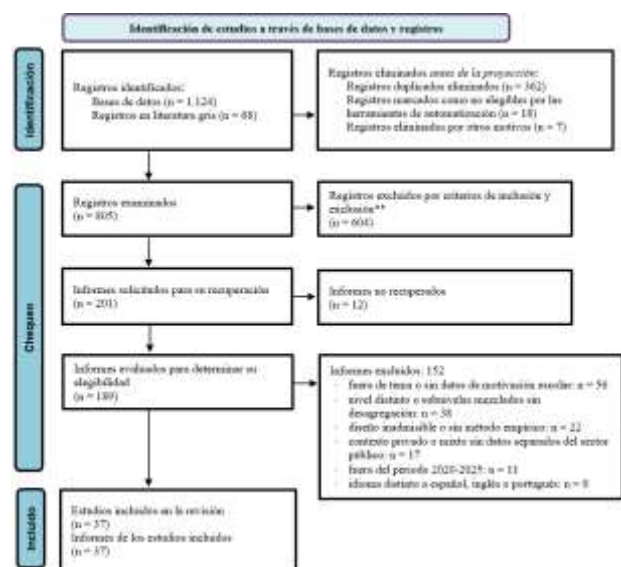 Identificación de estudios a través de bases de datos y registros
Identificación
Registros identificados:
Bases de datos (n = 1,124)
Registros en literatura gris (n = 68)
Registros eliminados antes de la proyección:
Registros duplicados eliminados (n = 362)
Registros marcados como no elegibles por las
herramientas de automatización (n = 18)
Registros eliminados por otros motivos (n = 7)
Chequeo
Registros examinados
(n = 805)
Registros excluidos por criterios de inclusión y
exclusión**
(n = 604)
Informes solicitados para su recuperación
(n = 201)
Informes no recuperados
(n = 12)
Informes evaluados para determinar su
elegibilidad
(n = 189)
Informes excluidos: 152
· fuera de tema o sin datos de motivación escolar: n = 56
· nivel distinto o subniveles mezclados sin
desagregación: n = 38
· diseño inadmisible o sin método empírico: n = 22
· contexto privado o mixto sin datos separados del sector
público: n = 17
· fuera del periodo 2020-2025: n = 11
· idioma distinto a español, inglés o portugués: n = 8
Incluido
Estudios incluidos en la revisión
(n = 37)
Informes de los estudios incluidos
(n = 37)